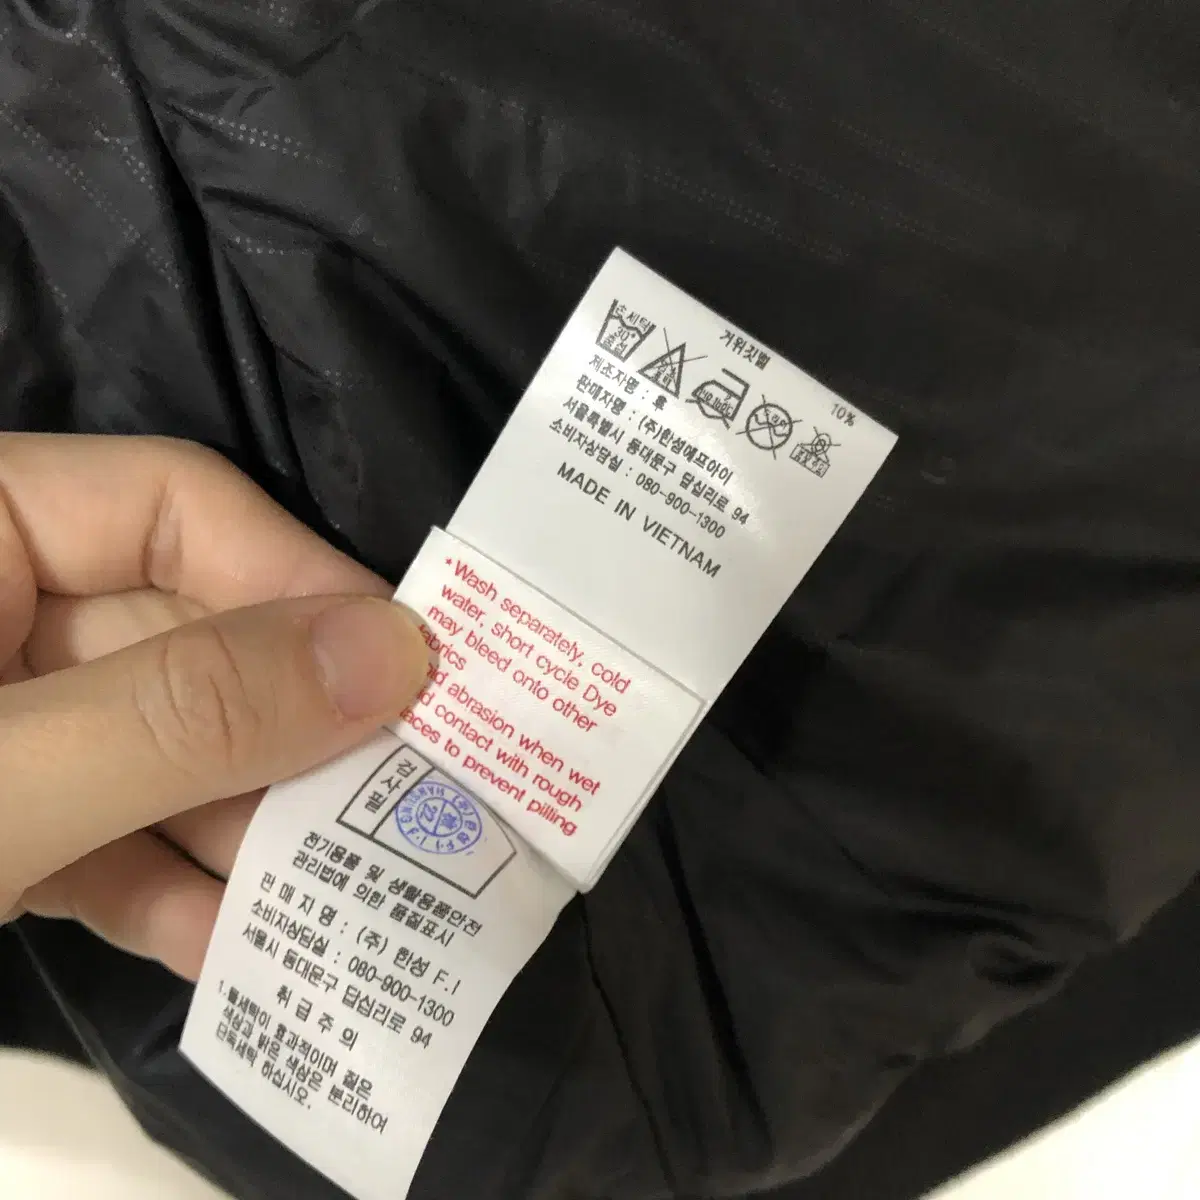 거위깃털 10%
손세탁
30°
중성
제조자명 : 후
판매자명 : (주)한성에프아이
서울특별시 동대문구 답십리로 94
소비자상담실 : 080-900-1300
MADE IN VIETNAM
*Wash separately, cold
water, short cycle Dye
may bleed onto other
fabrics
abrasion when wet
contact with rough
to prevent pilling
검사필
전기용품 및 생활용품안전
관리법에 의한 품질표시
판 매 자 명 : (주) 한성 F.I
소비자상담실 : 080-900-1300
서울시 동대문구 답십리로 94
취 급 주 의
1. 물세탁이 효과적이며 짙은
색상과 밝은 색상은 분리하여
단독세탁 하십시오.